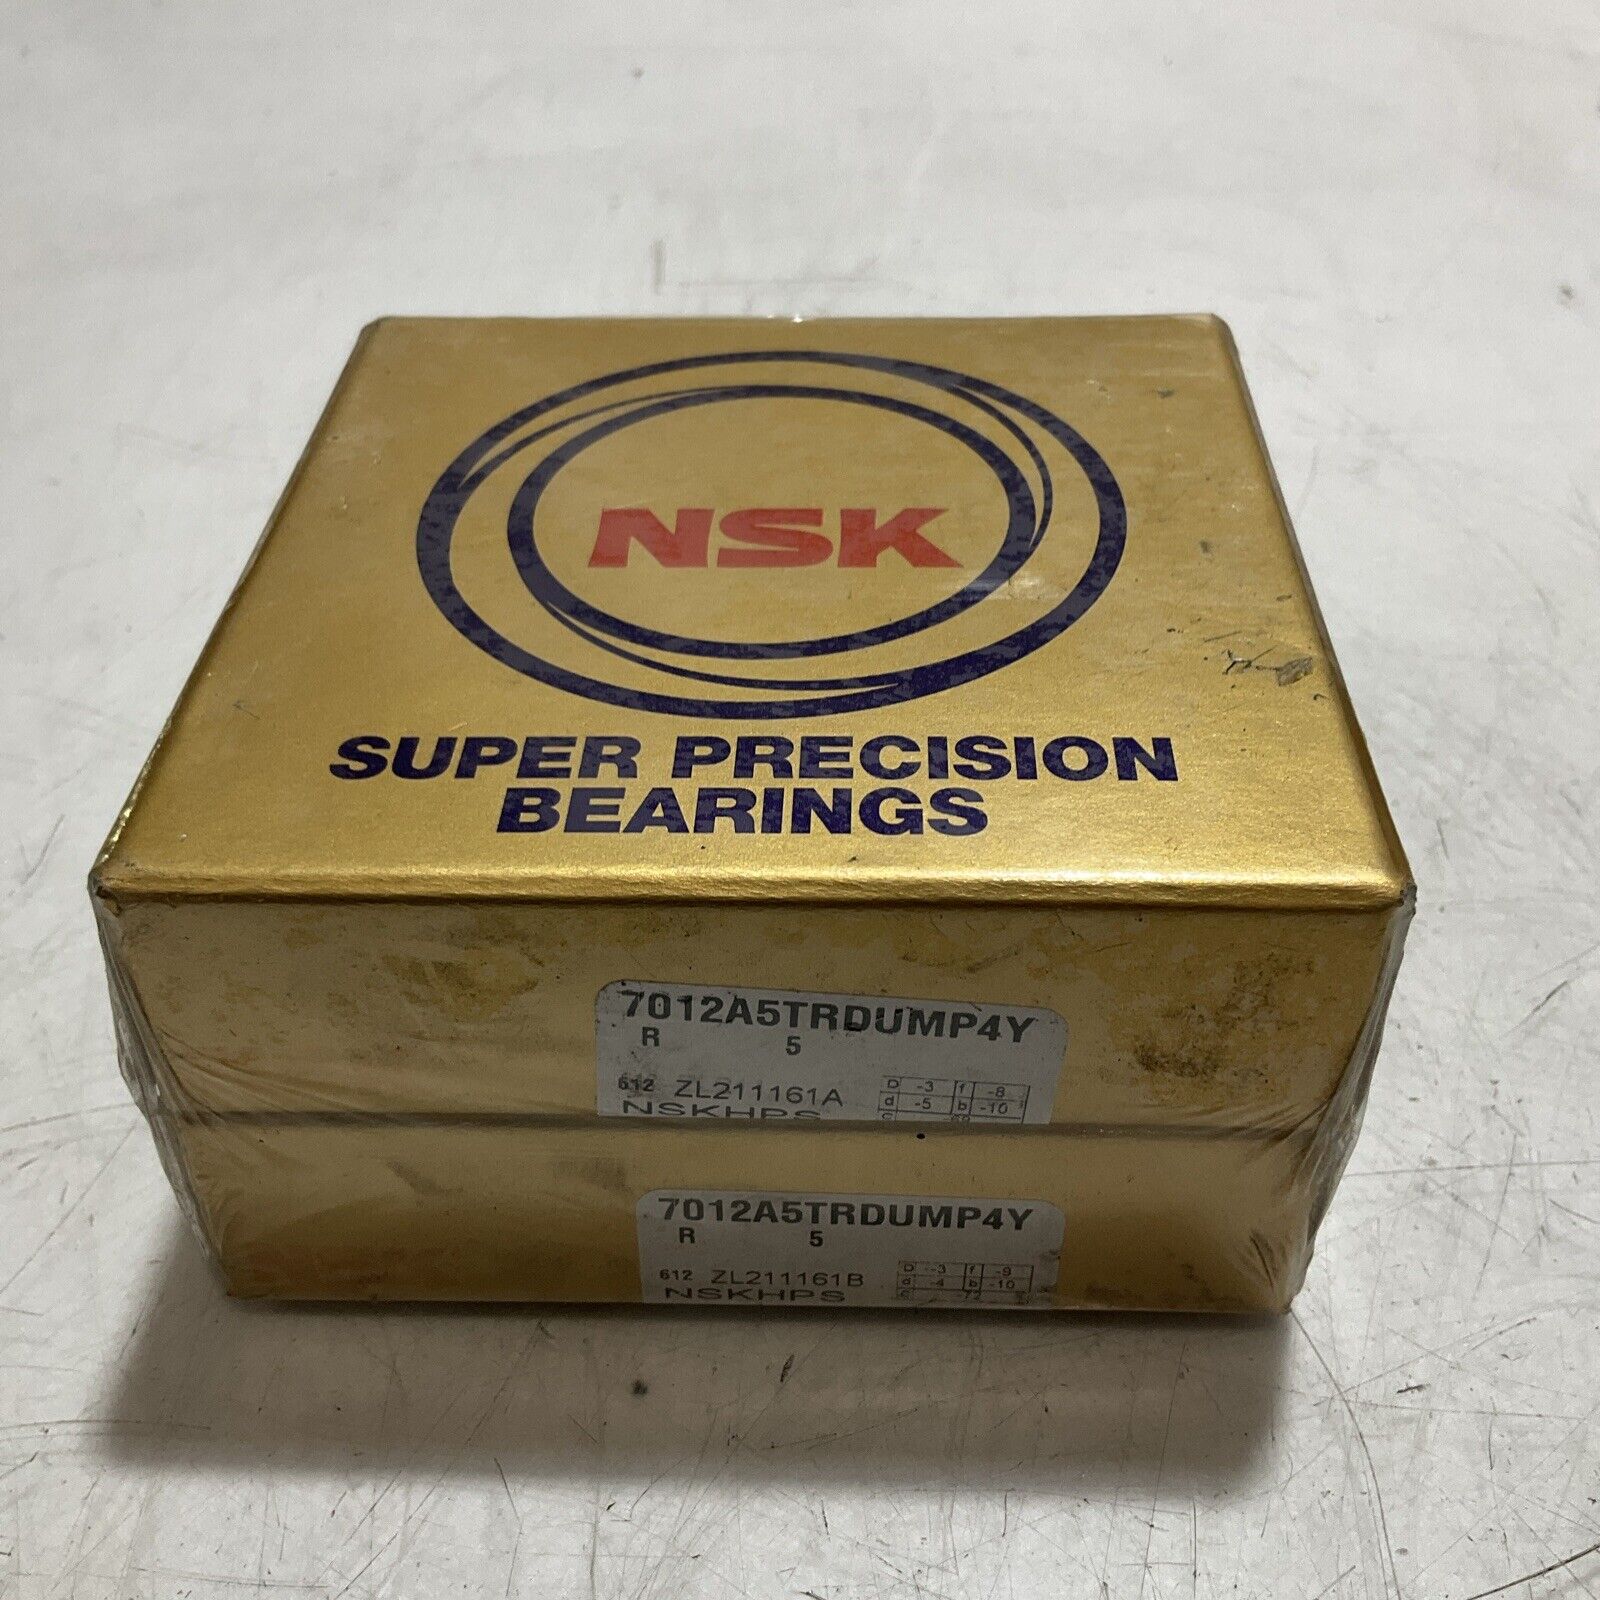 NSK
SUPER PRECISION
BEARINGS
7012A5TRDUMP4Y
R 5
612 ZL211161A
NSKHPS
D -3 f -8
d -5 b -10
C
7012A5TRDUMP4Y
R 5
612 ZL211161B
NSKHPS
D -3 f -9
d -4 b -10
C